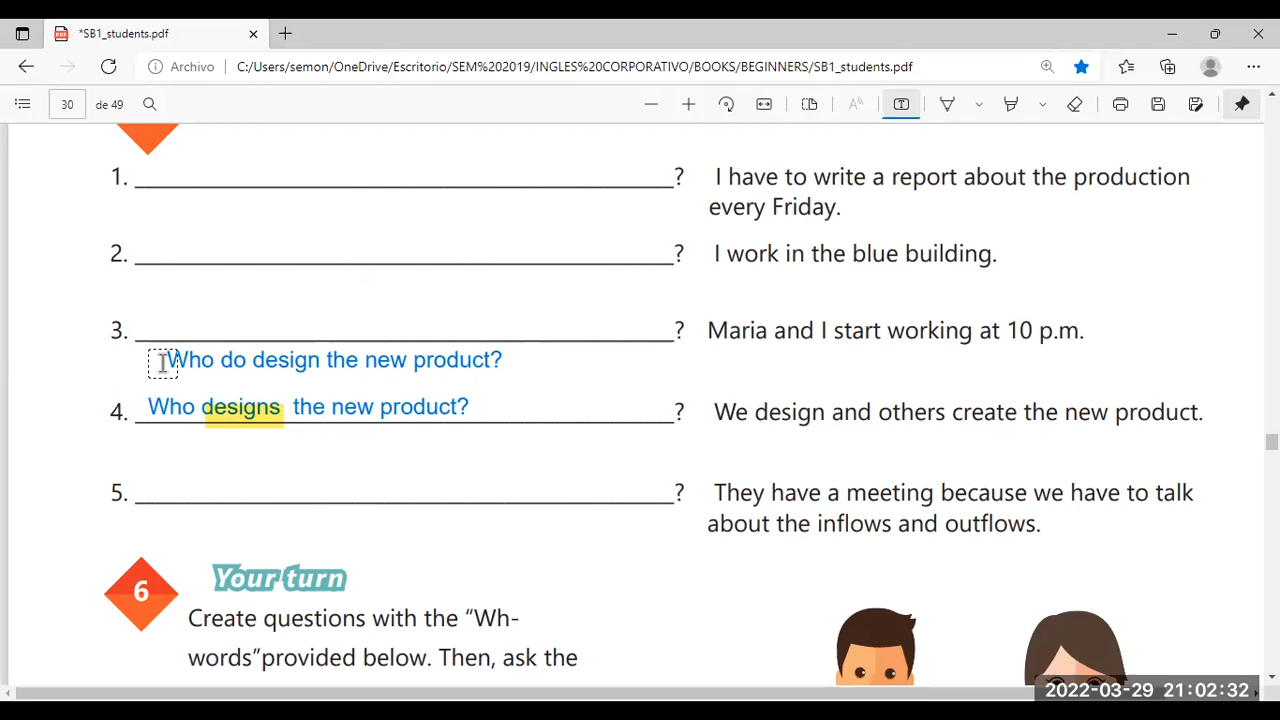 *SB1_students.pdf
Archivo C:/Users/semon/OneDrive/Escritorio/SEM%202019/INGLES%20CORPORATIVO/BOOKS/BEGINNERS/SB1_students.pdf
30 de 49
1. ? I have to write a report about the production
every Friday.
2. ? I work in the blue building.
3. ? Maria and I start working at 10 p.m.
Who do design the new product?
4. Who designs the new product? ? We design and others create the new product.
5. ? They have a meeting because we have to talk
about the inflows and outflows.
6 Your turn
Create questions with the “Wh-
words”provided below. Then, ask the
2022-03-29 21:02:32